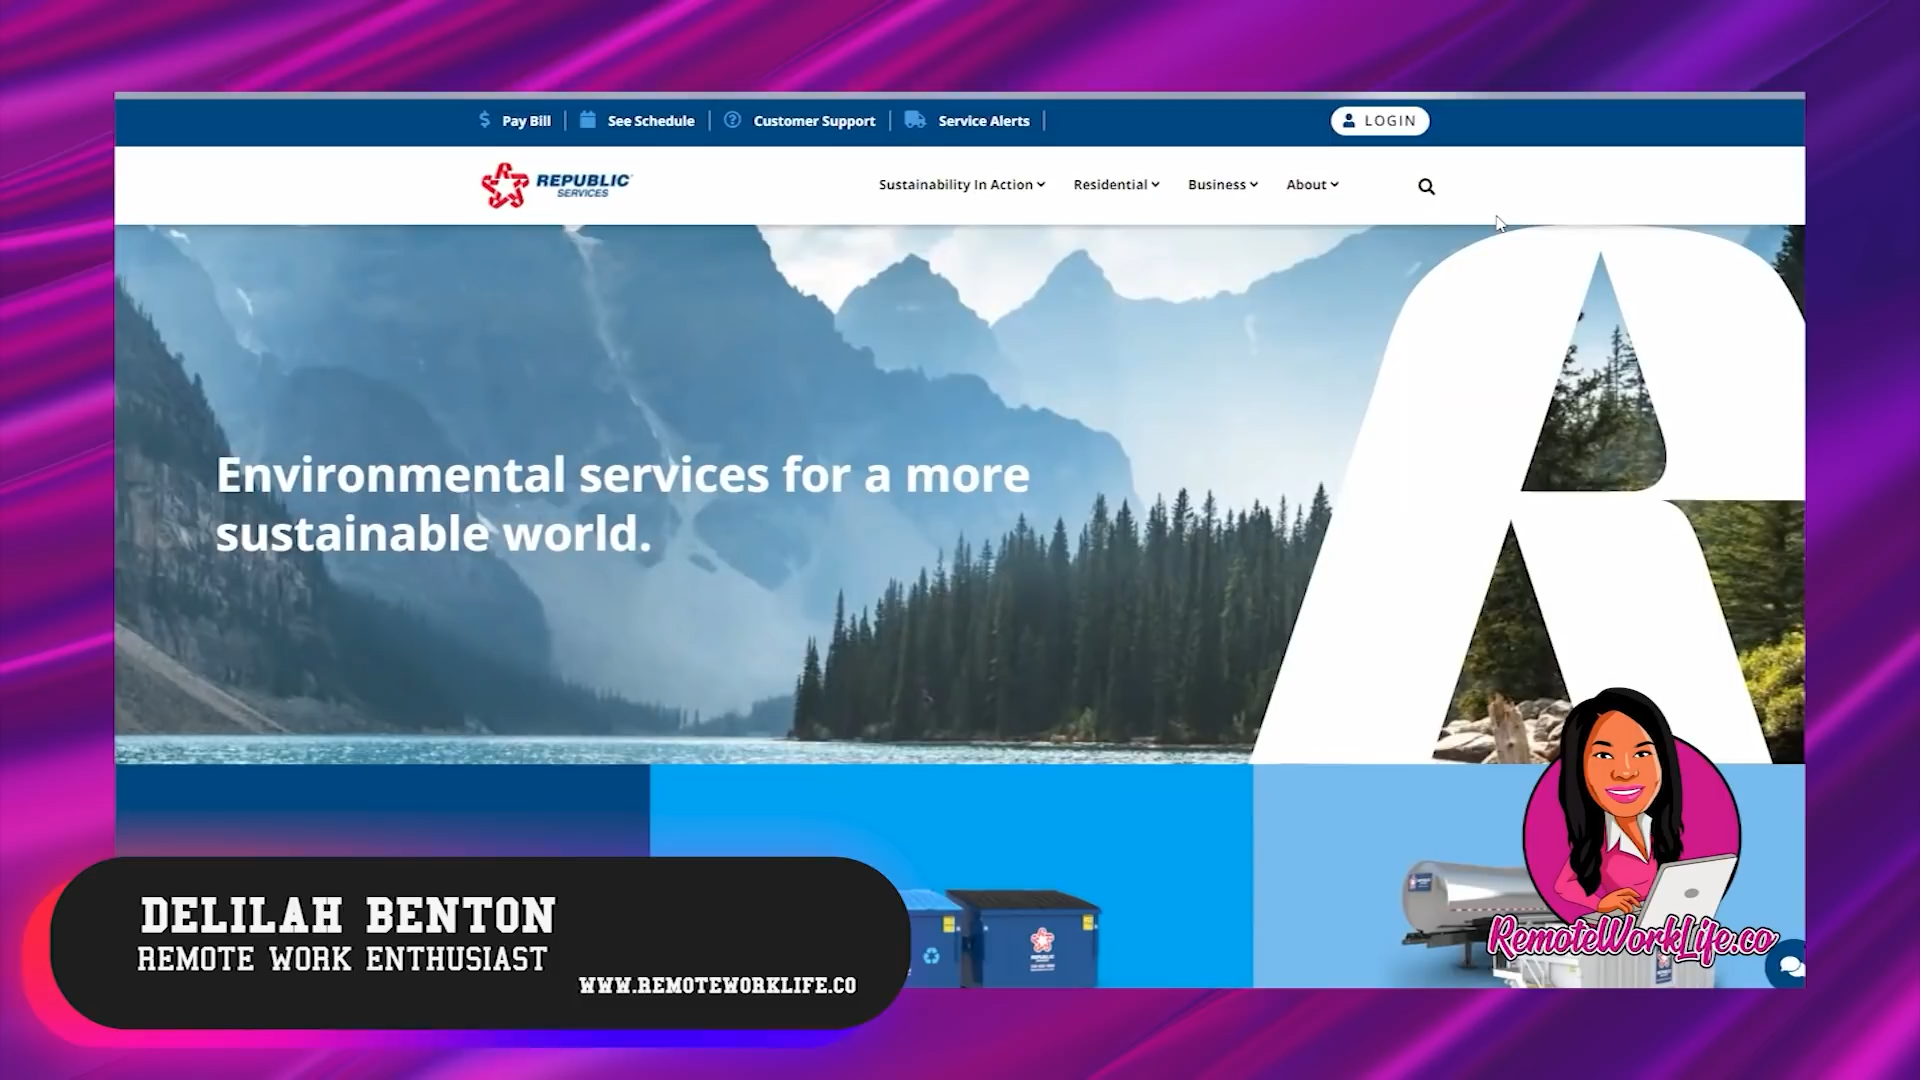 Pay Bill
See Schedule
Customer Support
Service Alerts
LOGIN
REPUBLIC
SERVICES
Sustainability In Action
Residential
Business
About
Environmental services for a more
sustainable world.
DELILAH BENTON
REMOTE WORK ENTHUSIAST
WWW.REMOTEWORKLIFE.CO
REPUBLIC
RemoteWorkLife.co